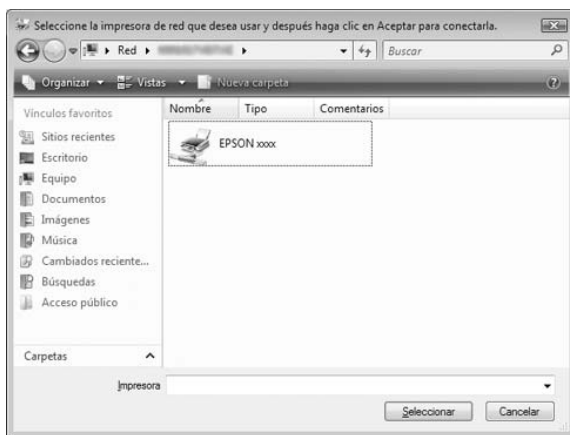 Seleccione la impresora de red que desea usar y después haga clic en Aceptar para conectarla.
Red
Buscar
Organizar Vistas Nueva carpeta
Vínculos favoritos
Sitios recientes
Escritorio
Equipo
Documentos
Imágenes
Música
Cambiados reciente...
Búsquedas
Acceso público
Carpetas
Nombre Tipo Comentarios
EPSON xxxx
Impresora
Seleccionar Cancelar